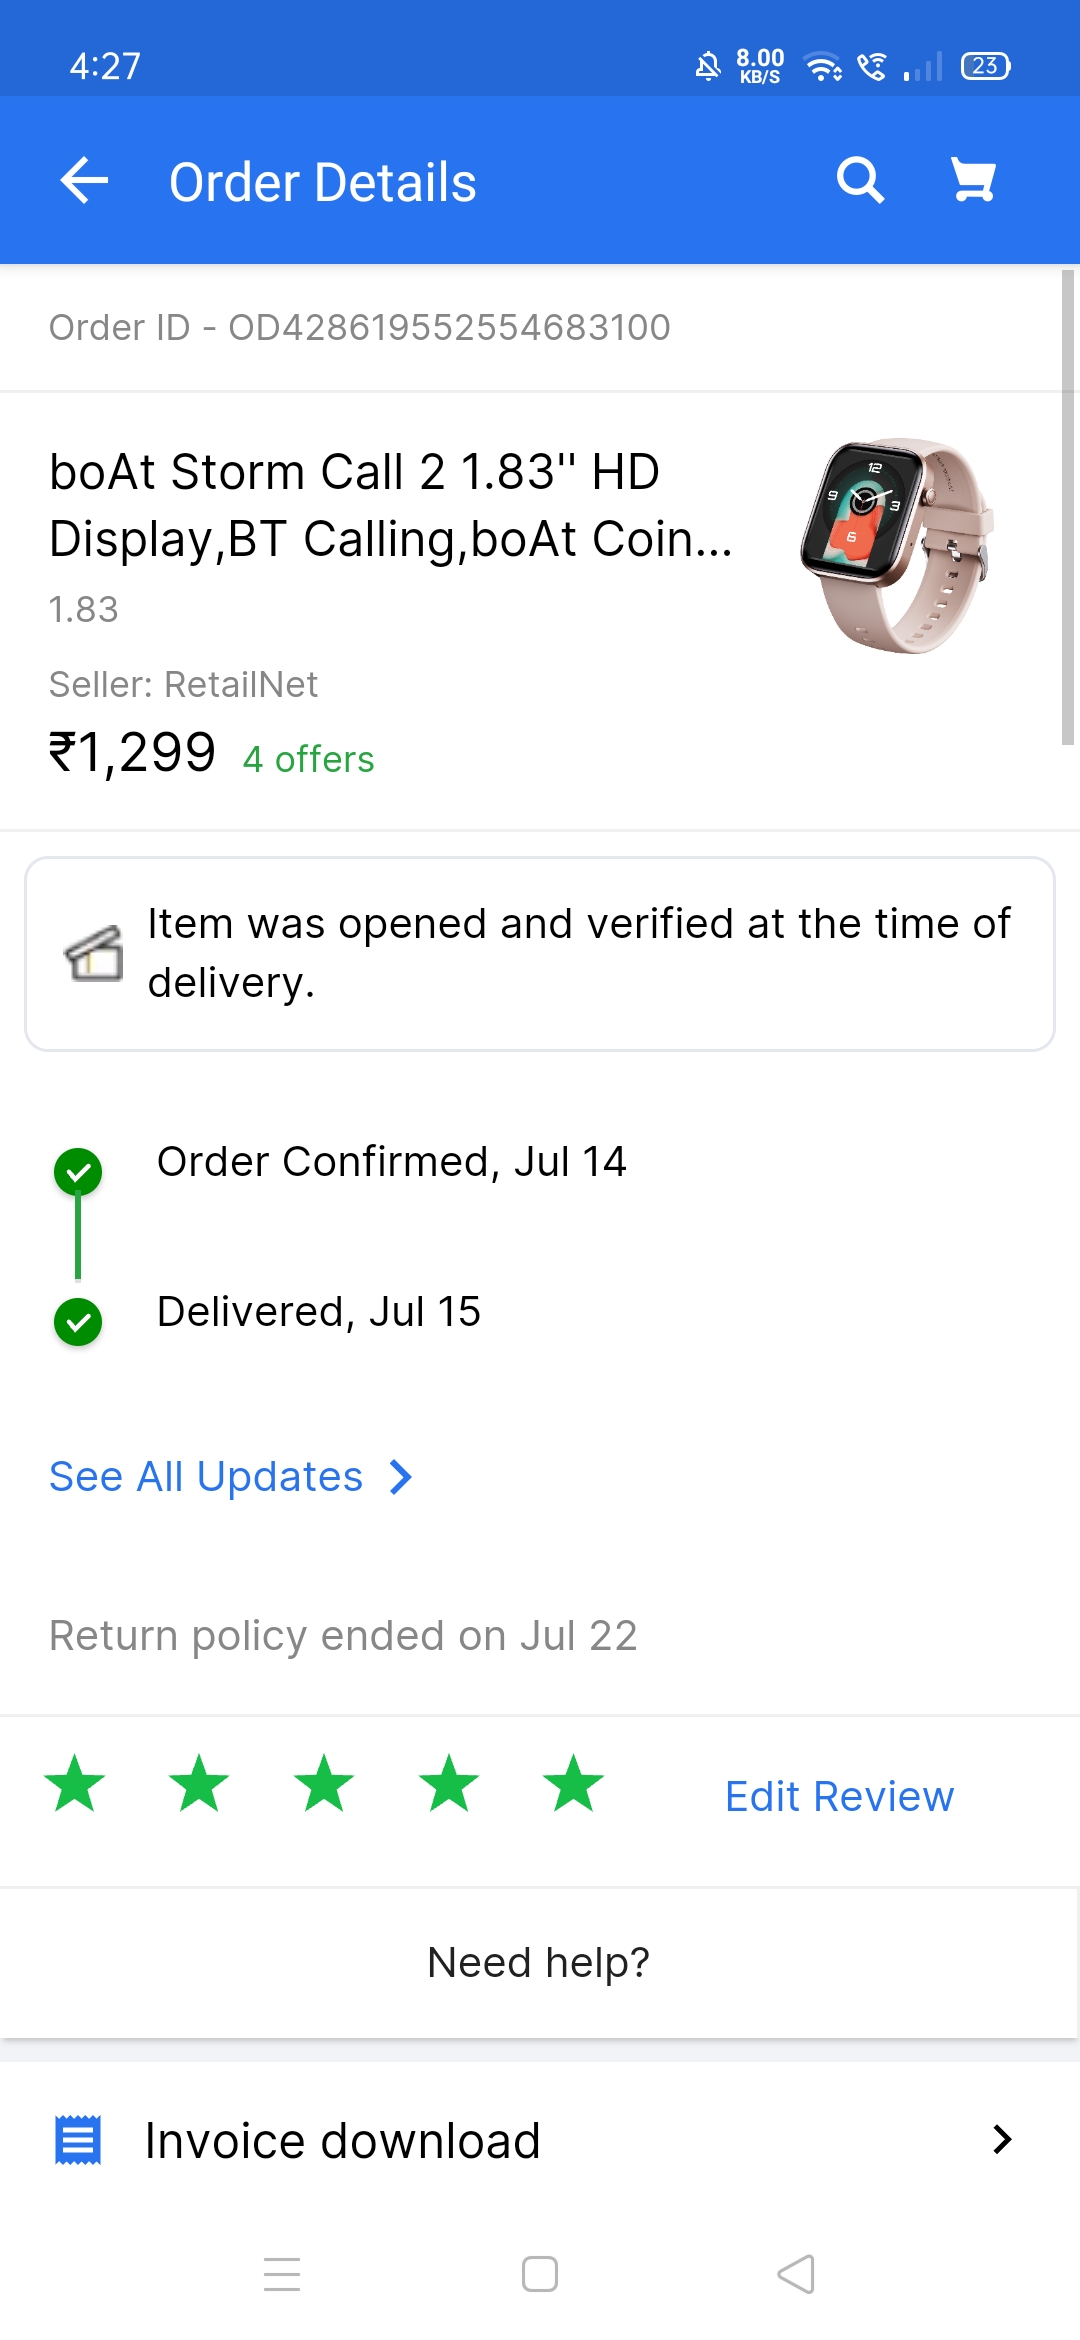 4:27
8.00
KB/S
23
Order Details
Order ID - OD428619552554683100
boAt Storm Call 2 1.83" HD
Display,BT Calling,boAt Coin...
1.83
Seller: RetailNet
₹1,299 4 offers
12
9
3
6
Item was opened and verified at the time of
delivery.
Order Confirmed, Jul 14
Delivered, Jul 15
See All Updates
Return policy ended on Jul 22
Edit Review
Need help?
Invoice download